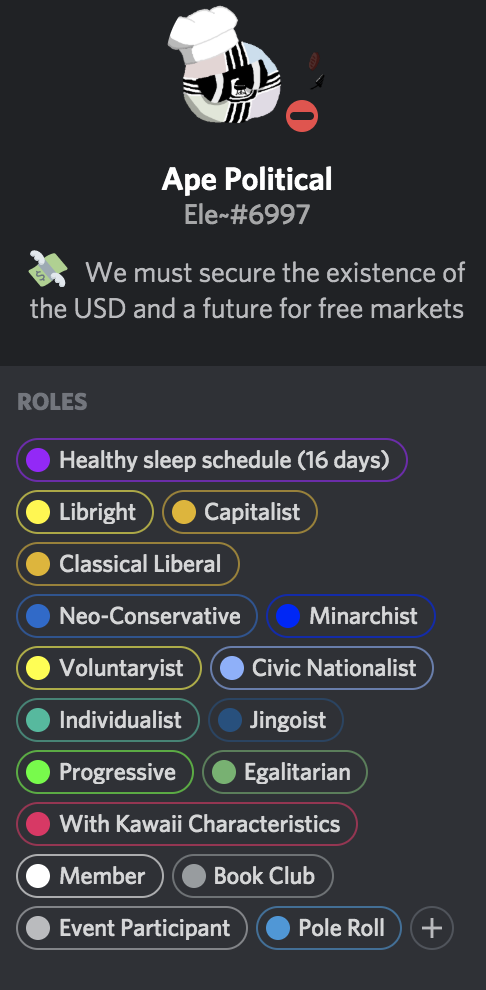 Ape Political
Ele~#6997
We must secure the existence of
the USD and a future for free markets
ROLES
Healthy sleep schedule (16 days)
Libright Capitalist
Classical Liberal
Neo-Conservative Minarchist
Voluntaryist Civic Nationalist
Individualist Jingoist
Progressive Egalitarian
With Kawaii Characteristics
Member Book Club
Event Participant Pole Roll +